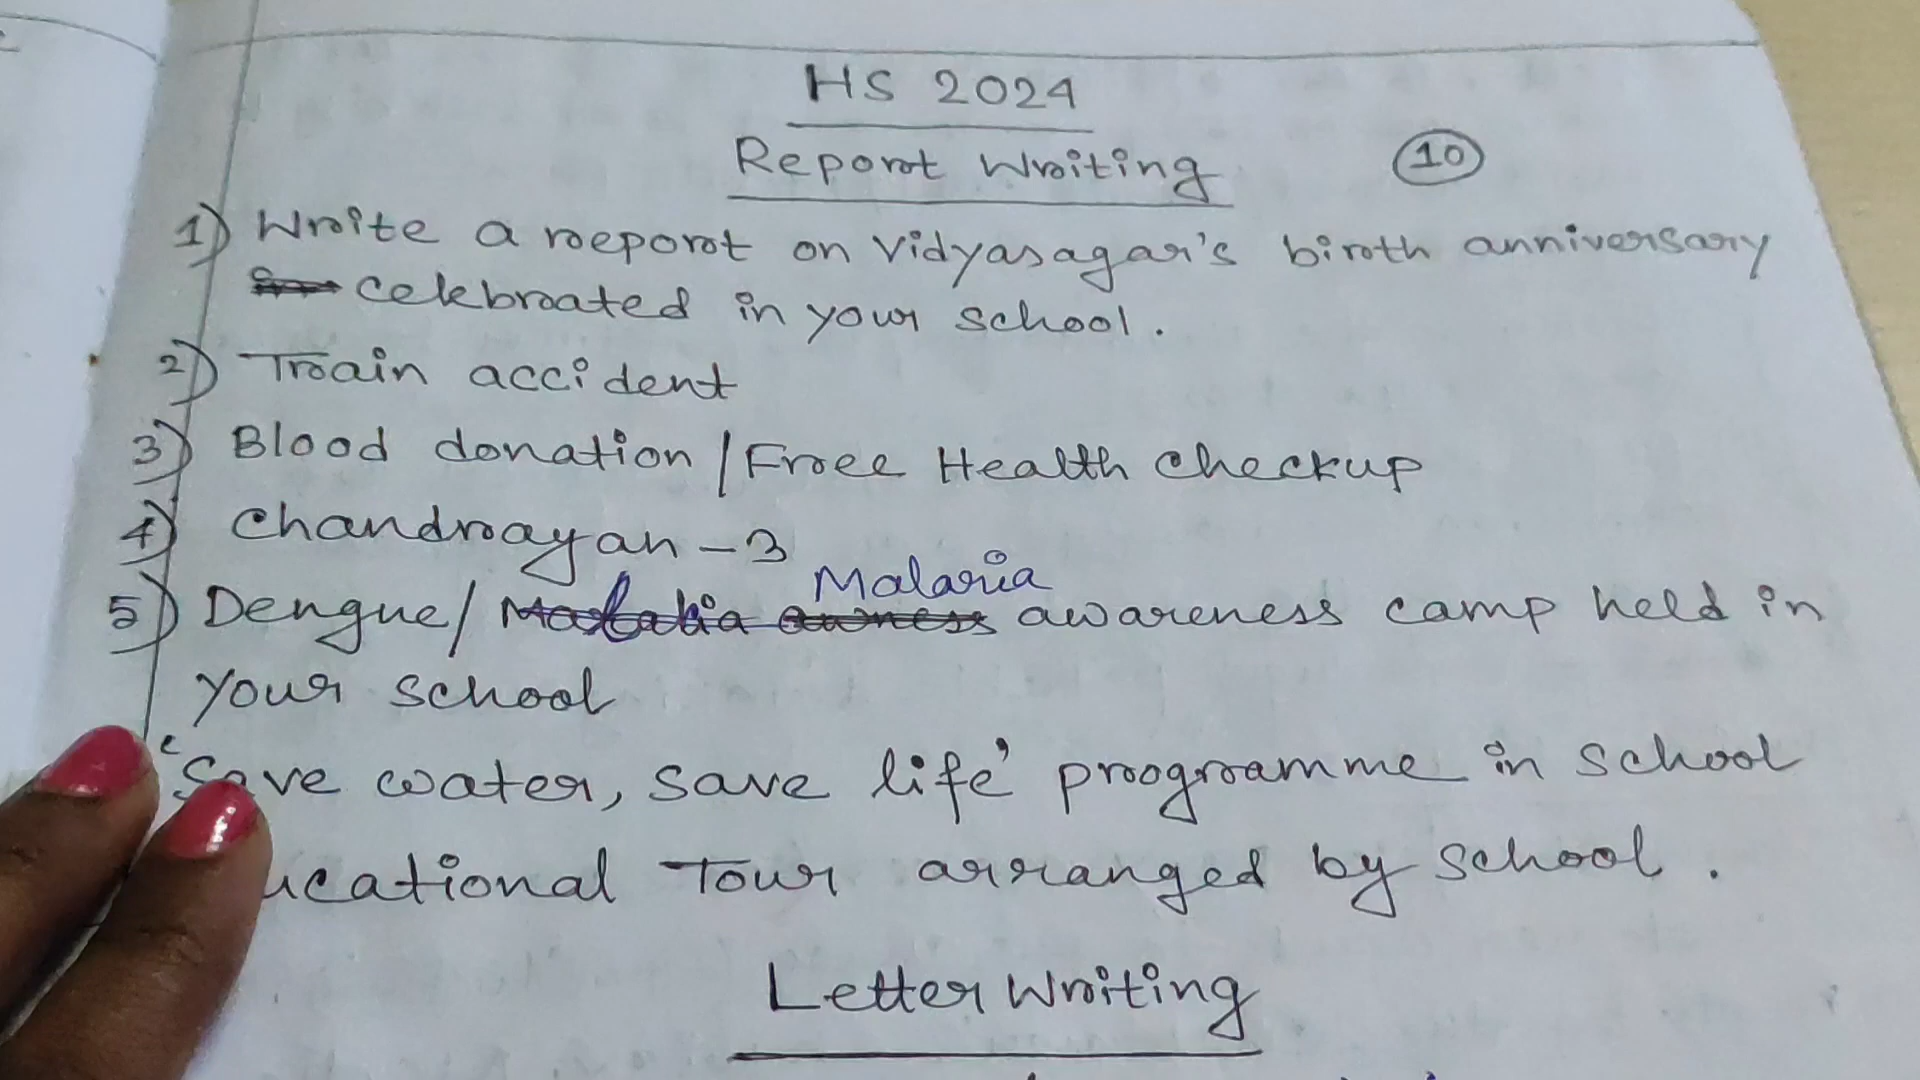 HS 2024
Report Writing 10
1) Write a report on Vidyasagar's birth anniversary
celebrated in your school.
2) Train accident
3) Blood donation / Free Health checkup
4) Chandrayan-3
5) Dengue/ Malaria awareness camp held in
your school
'Save water, save life' programme in school
ucational Tour arranged by school.
Letter Writing